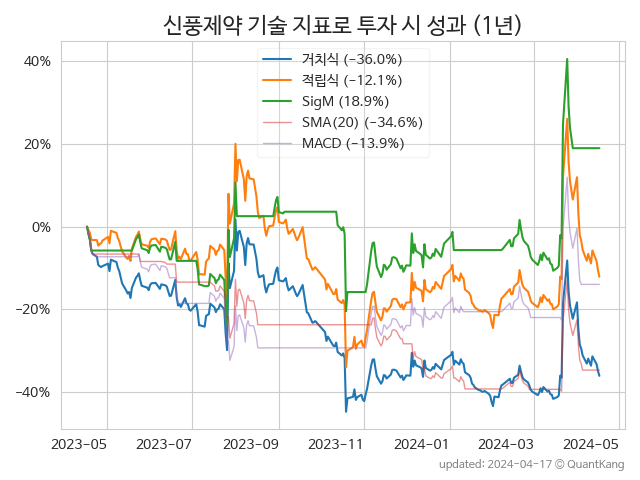 신풍제약 기술 지표로 투자 시 성과 (1년)
거치식 (-36.0%)
적립식 (-12.1%)
SigM (18.9%)
SMA(20) (-34.6%)
MACD (-13.9%)
40%
20%
0%
-20%
-40%
2023-05 2023-07 2023-09 2023-11 2024-01 2024-03 2024-05
updated: 2024-04-17 © QuantKang